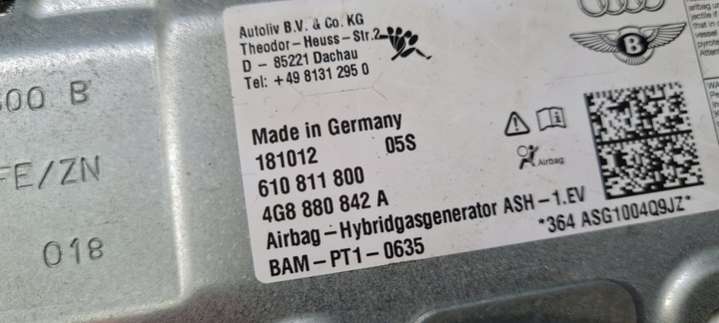 Autoliv B.V. & Co. KG
Theodor-Heuss-Str.2
D - 85221 Dachau
Tel: +49 8131 295 0
Made in Germany
181012 05S
610 811 800
4G8 880 842 A
Airbag-Hybridgasgenerator ASH-1.EV
BAM-PT1-0635
Airbag
*364 ASG1004Q9JZ*
B
00 B
FE/ZN
018